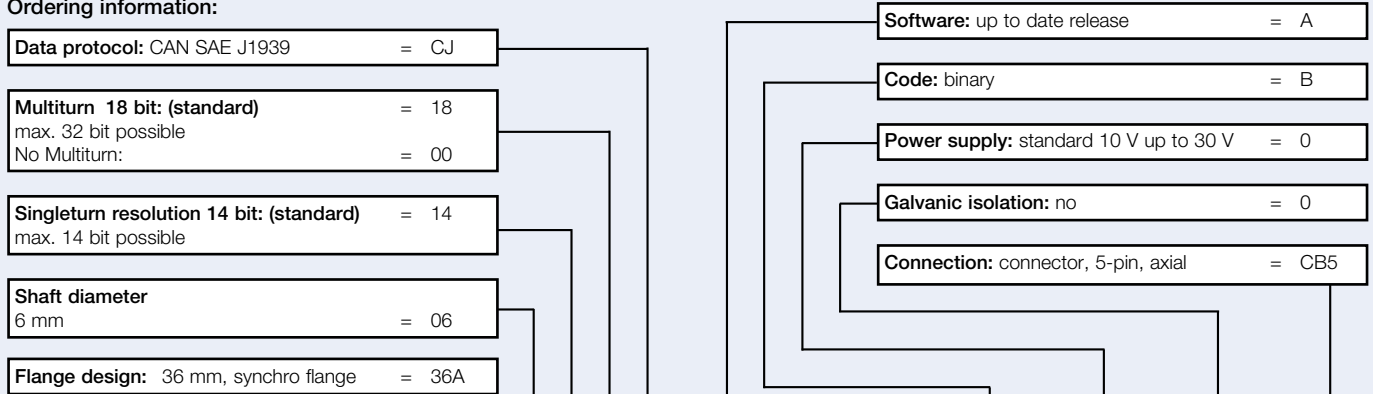 Ordering information:
Data protocol: CAN SAE J1939 = CJ
Multiturn 18 bit: (standard) = 18
max. 32 bit possible
No Multiturn: = 00
Singleturn resolution 14 bit: (standard) = 14
max. 14 bit possible
Shaft diameter
6 mm = 06
Flange design: 36 mm, synchro flange = 36A
Software: up to date release = A
Code: binary = B
Power supply: standard 10 V up to 30 V = 0
Galvanic isolation: no = 0
Connection: connector, 5-pin, axial = CB5